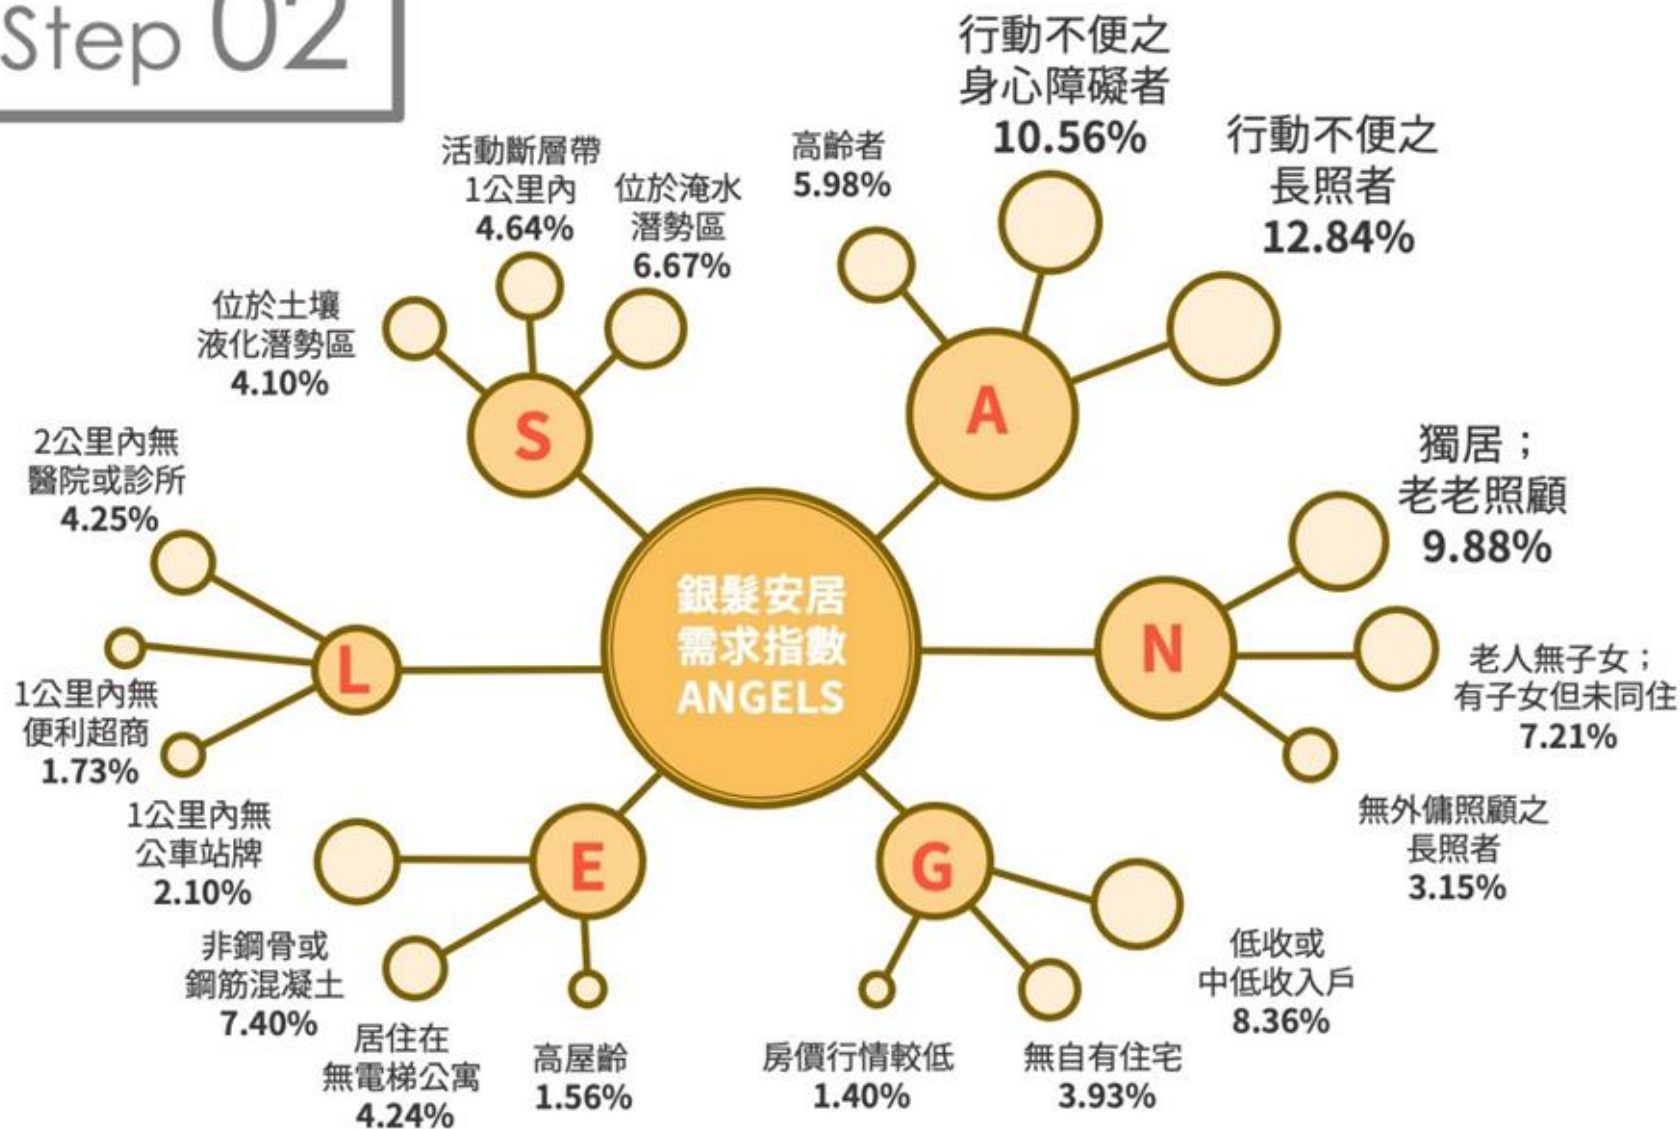 Step 02
行動不便之
身心障礙者
10.56%
行動不便之
長照者
12.84%
高齡者
5.98%
活動斷層帶
1公里內
4.64%
位於淹水
潛勢區
6.67%
位於土壤
液化潛勢區
4.10%
S
A
2公里內無
醫院或診所
4.25%
獨居；
老老照顧
9.88%
銀髮安居
需求指數
ANGELS
L
N
1公里內無
便利超商
1.73%
老人無子女；
有子女但未同住
7.21%
1公里內無
公車站牌
2.10%
無外傭照顧之
長照者
3.15%
E
G
非鋼骨或
鋼筋混凝土
7.40%
低收或
中低收入戶
8.36%
居住在
無電梯公寓
4.24%
高屋齡
1.56%
房價行情較低
1.40%
無自有住宅
3.93%